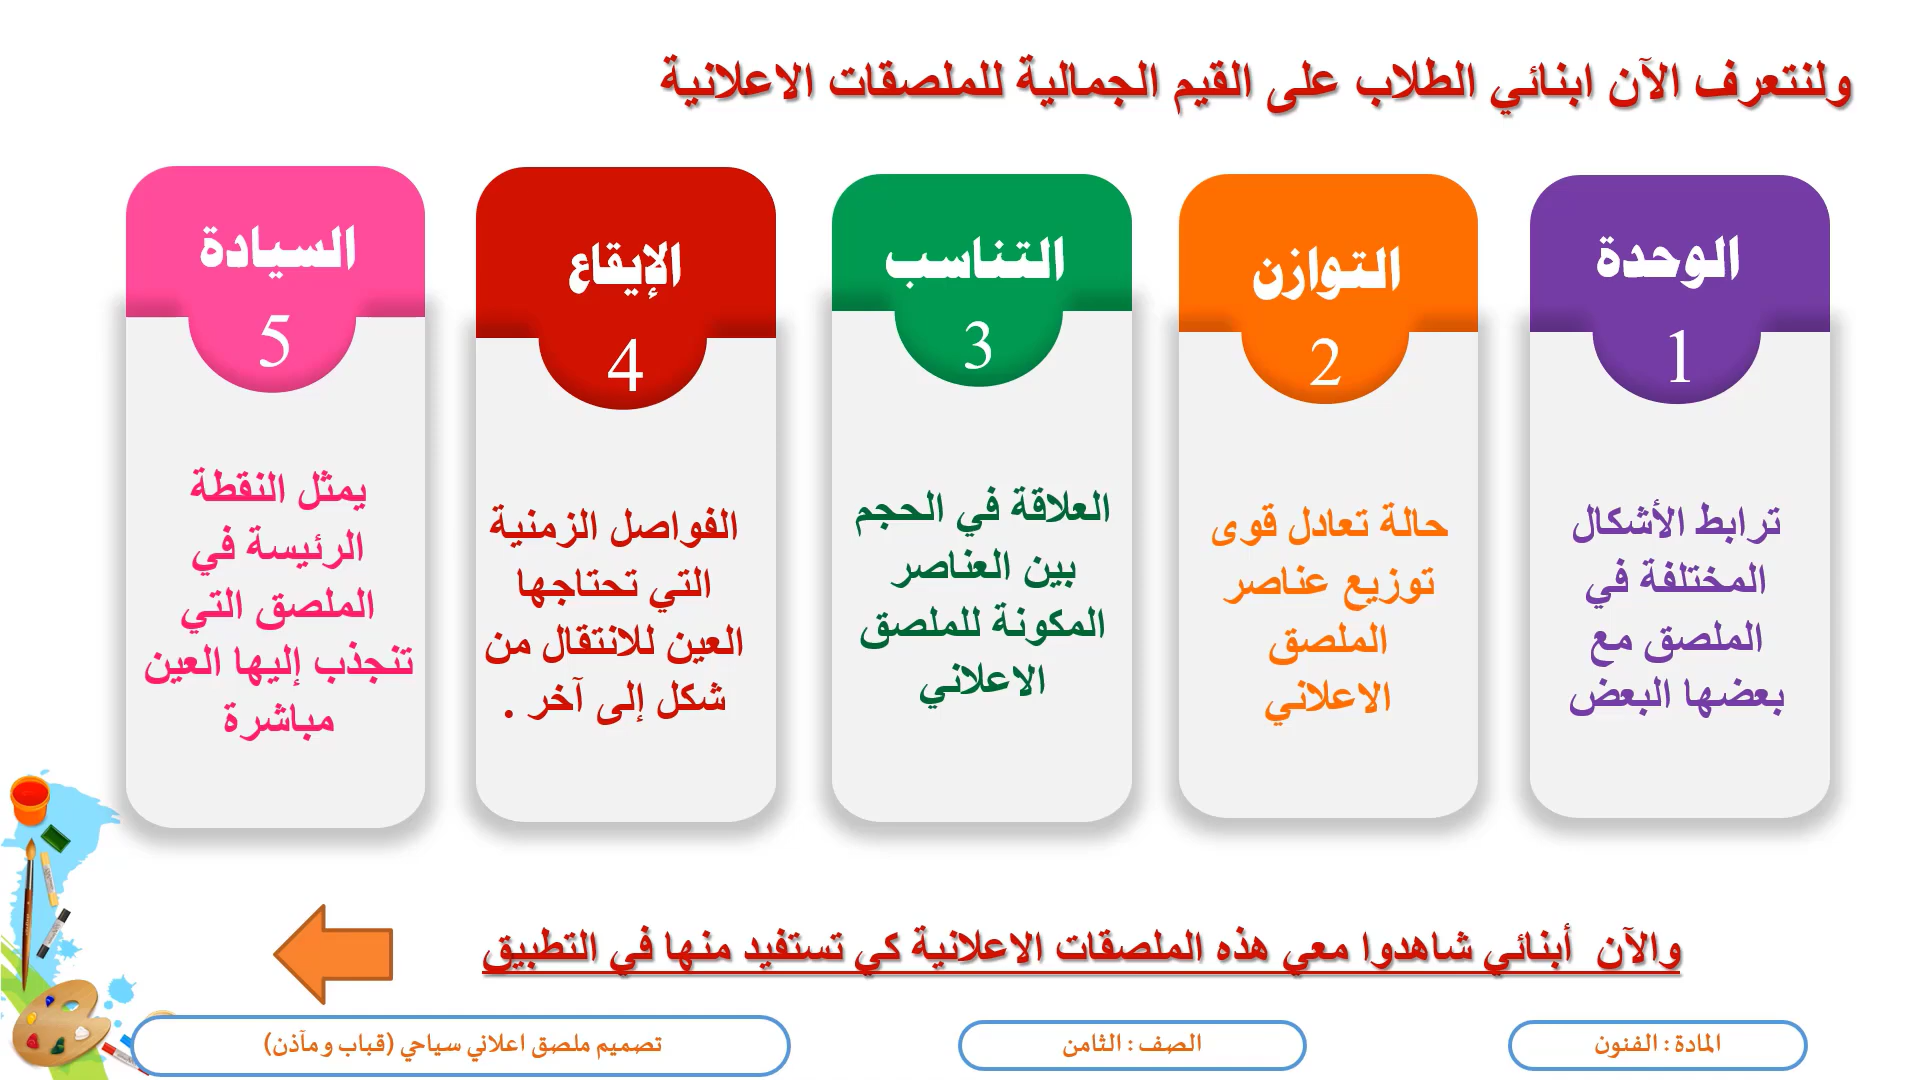 ولنتعرف الآن ابنائي الطلاب على القيم الجمالية للملصقات الاعلانية
الوحدة
1
ترابط الأشكال
المختلفة في
الملصق مع
بعضها البعض
التوازن
2
حالة تعادل قوى
توزيع عناصر
الملصق
الاعلاني
التناسب
3
العلاقة في الحجم
بين العناصر
المكونة للملصق
الاعلاني
الإيقاع
4
الفواصل الزمنية
التي تحتاجها
العين للانتقال من
شكل إلى آخر .
السيادة
5
يمثل النقطة
الرئيسة في
الملصق التي
تنجذب إليها العين
مباشرة
والآن أبنائي شاهدوا معي هذه الملصقات الاعلانية كي تستفيد منها في التطبيق
المادة : الفنون
الصف : الثامن
تصميم ملصق اعلاني سياحي (قباب و مآذن)